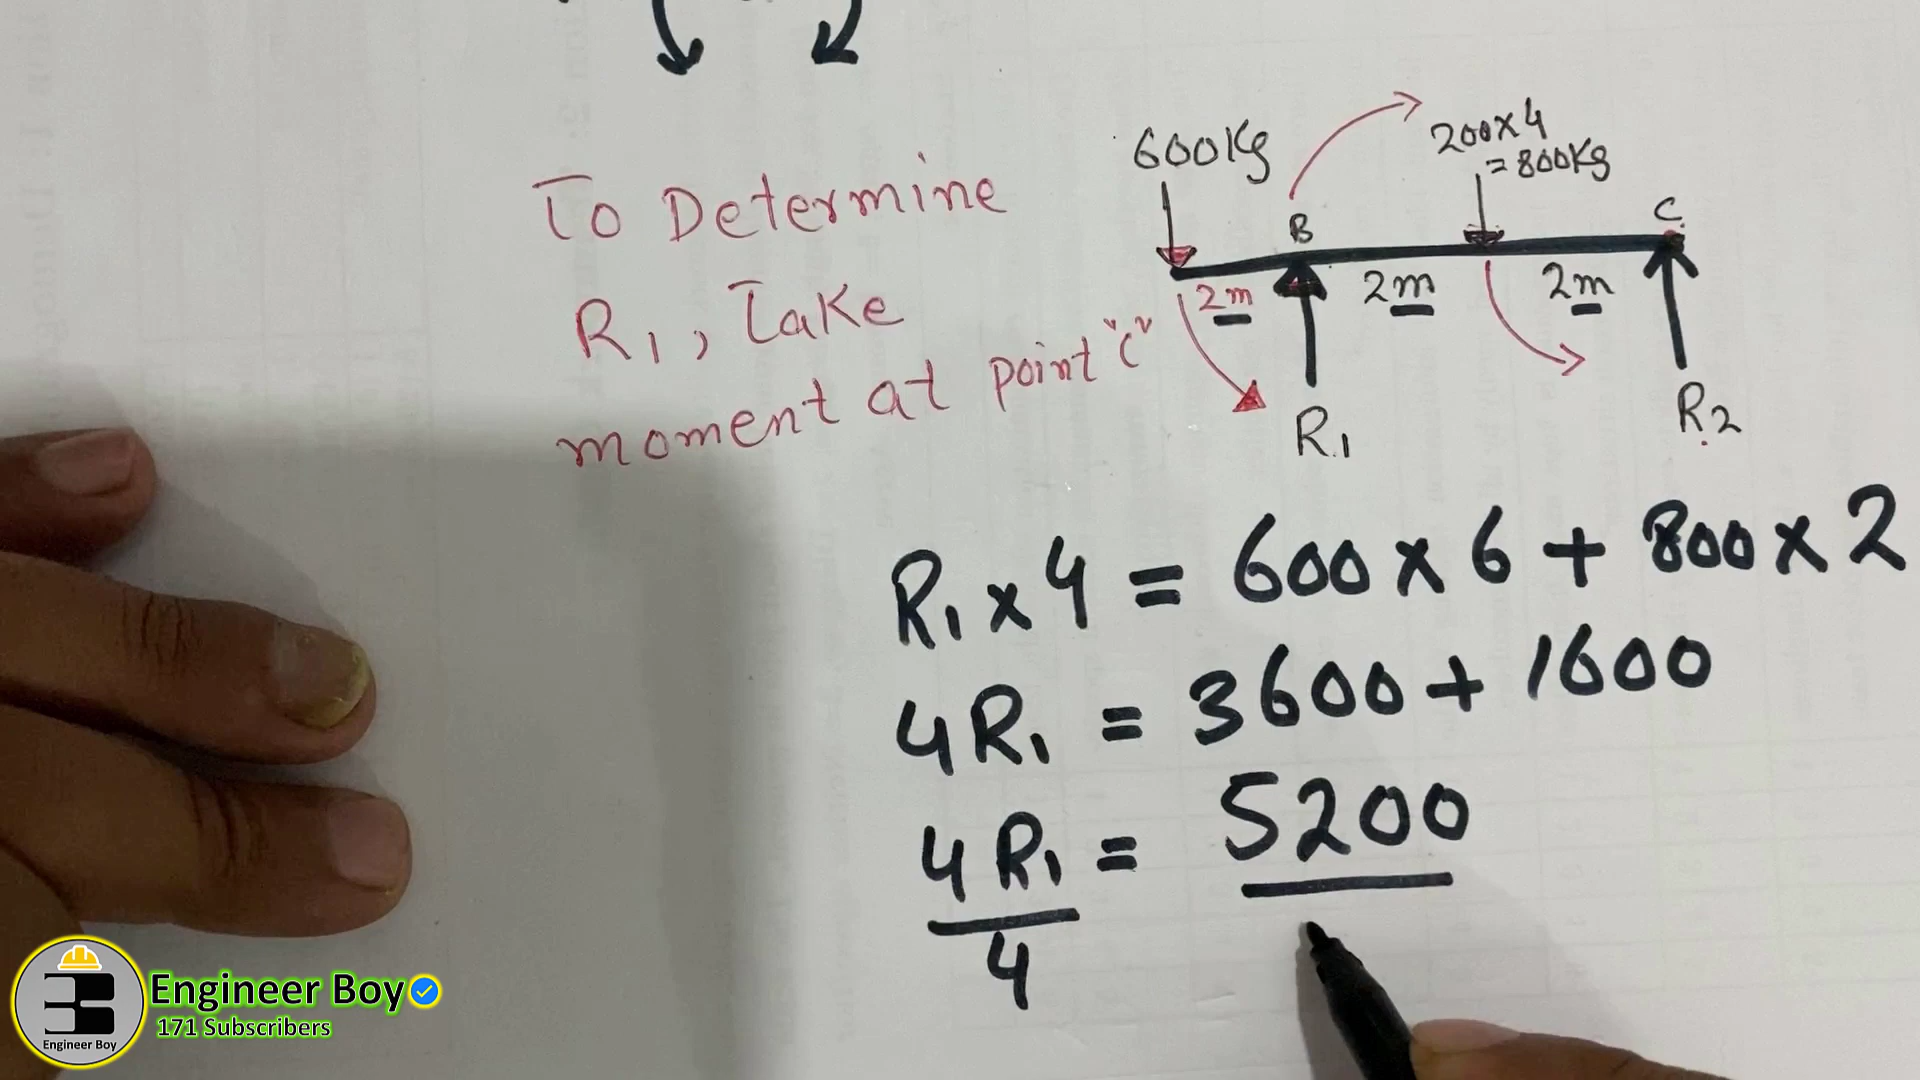 600Kg
200x4
=800Kg
B
C
2m
2m
2m
R1
R2
To Determine
R1, Take
moment at point "C"
R1 x 4 = 600 x 6 + 800 x 2
4R1 = 3600 + 1600
4R1 = 5200
4
Engineer Boy
171 Subscribers
Engineer Boy